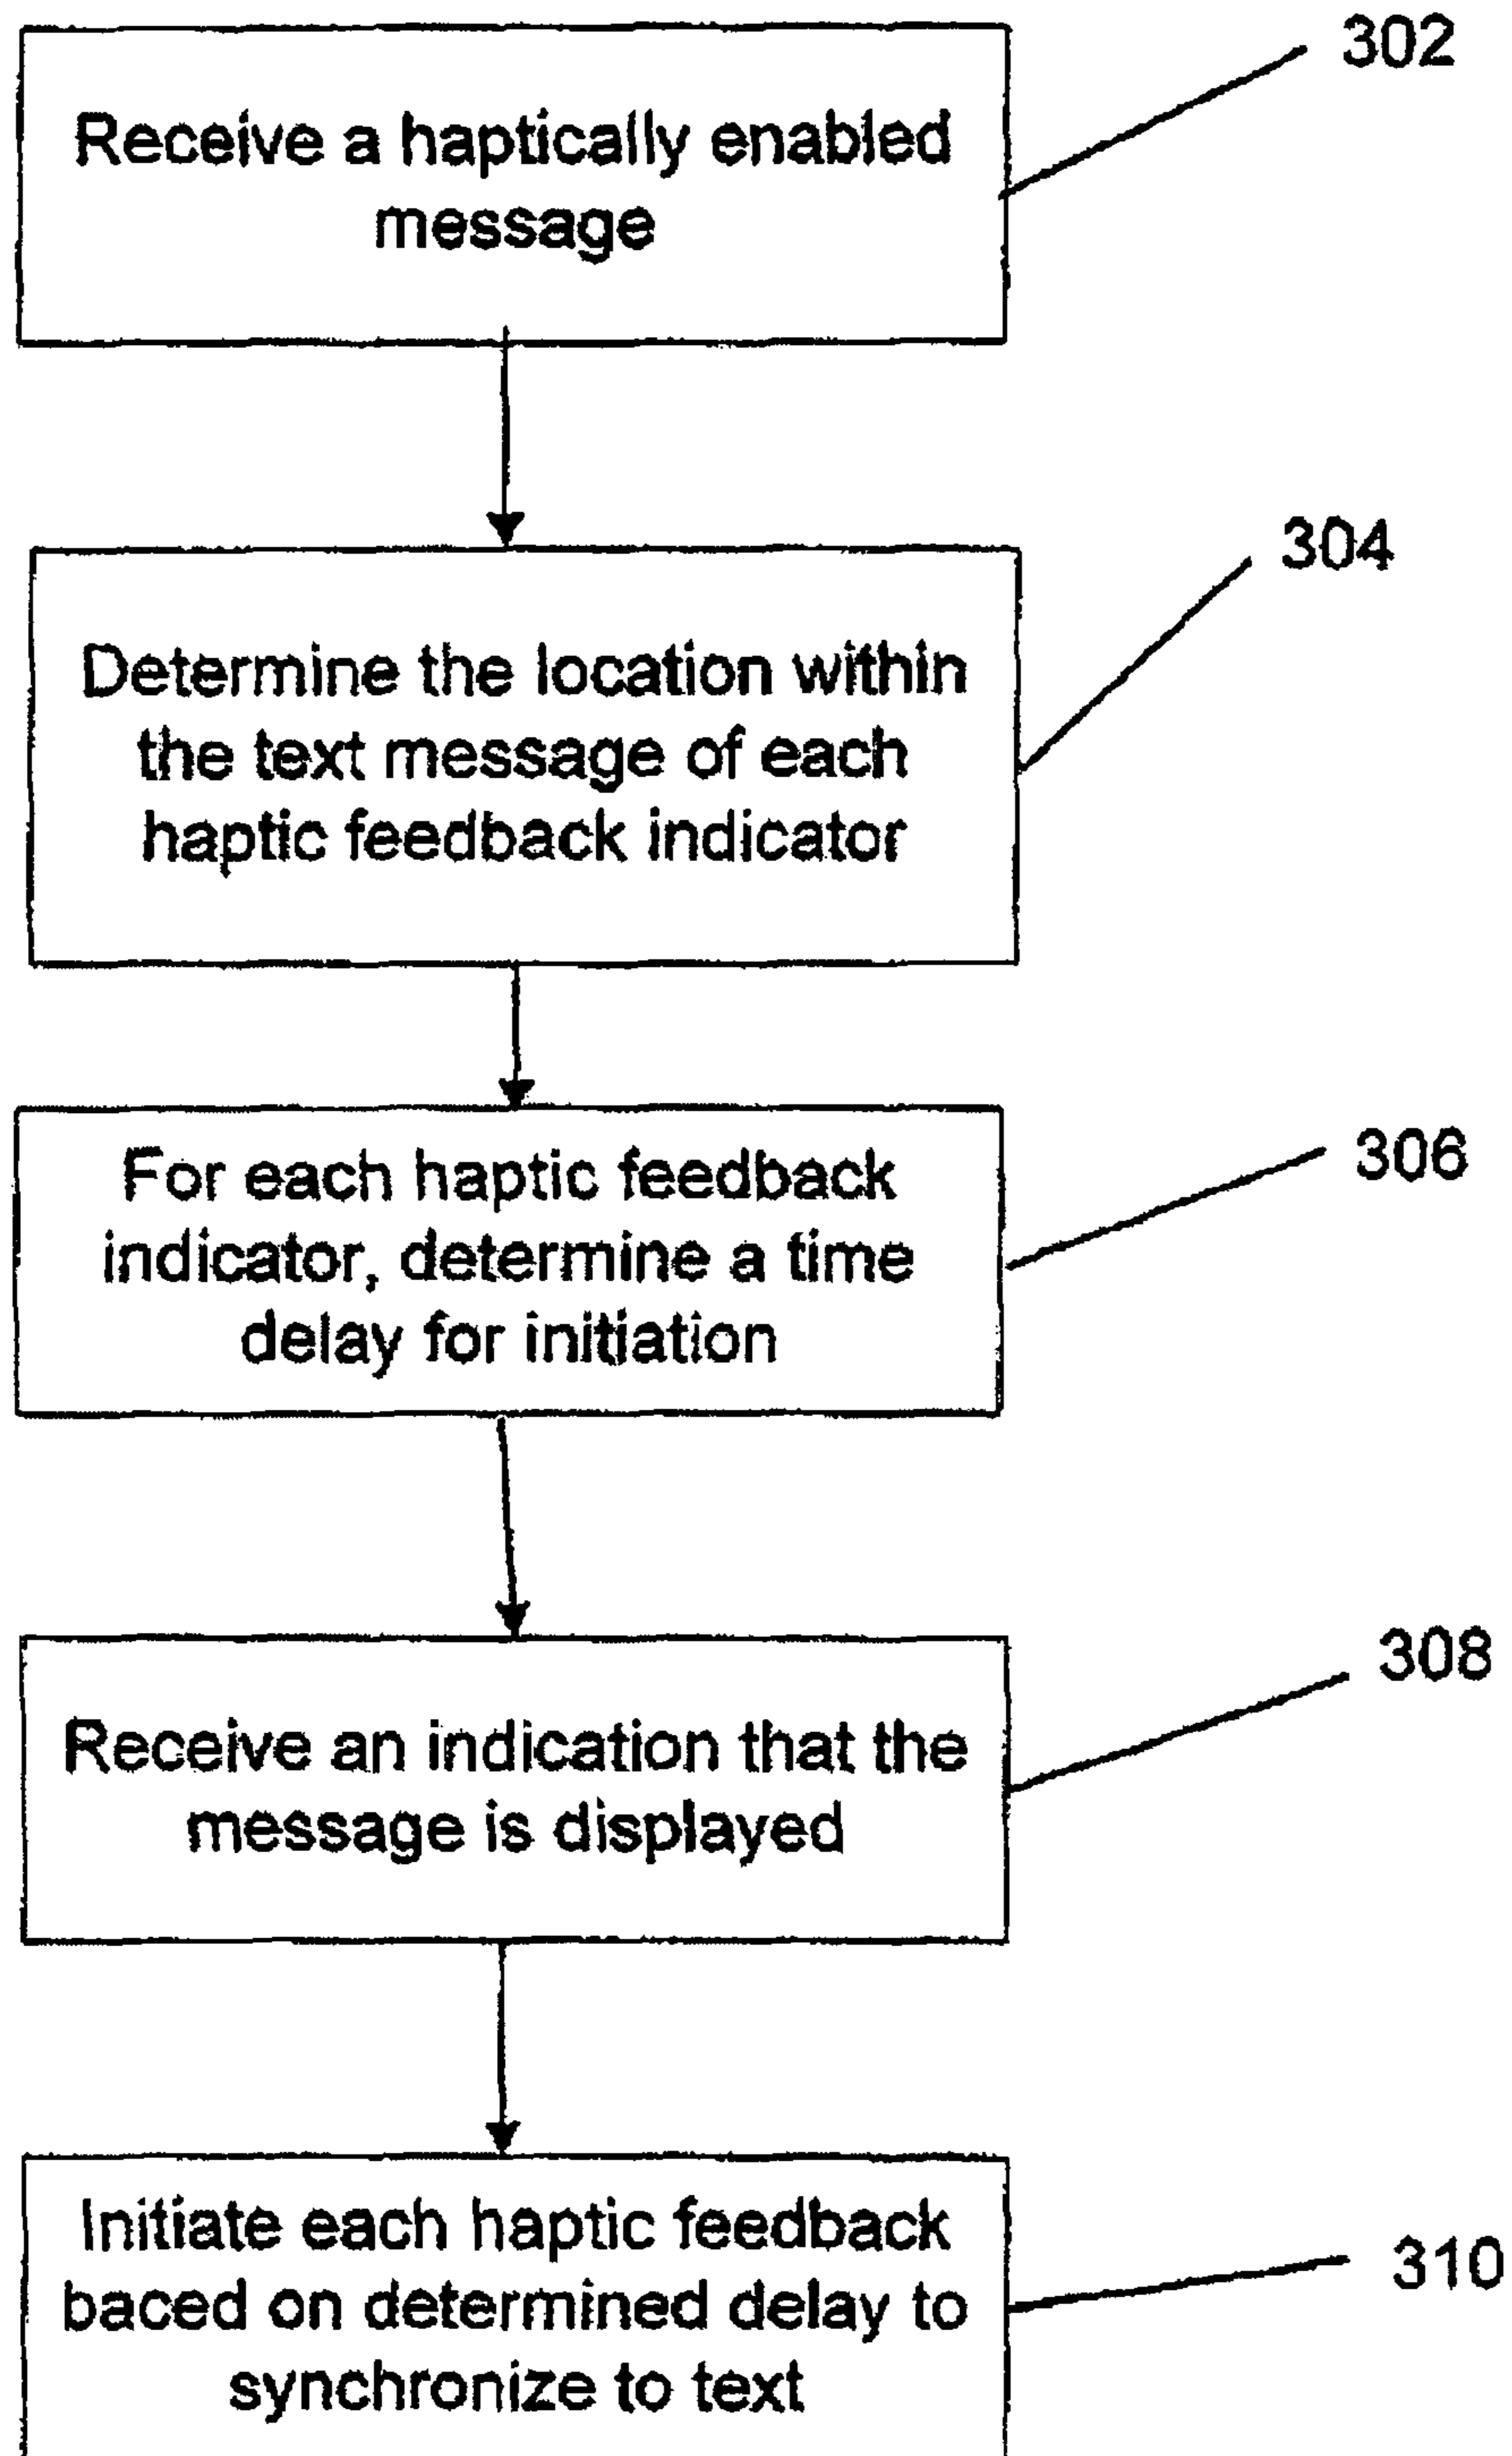 302
Receive a haptically enabled
message
304
Determine the location within
the text message of each
haptic feedback indicator
306
For each haptic feedback
indicator, determine a time
delay for initiation
308
Receive an indication that the
message is displayed
310
Initiate each haptic feedback
baced on determined delay to
synchronize to text